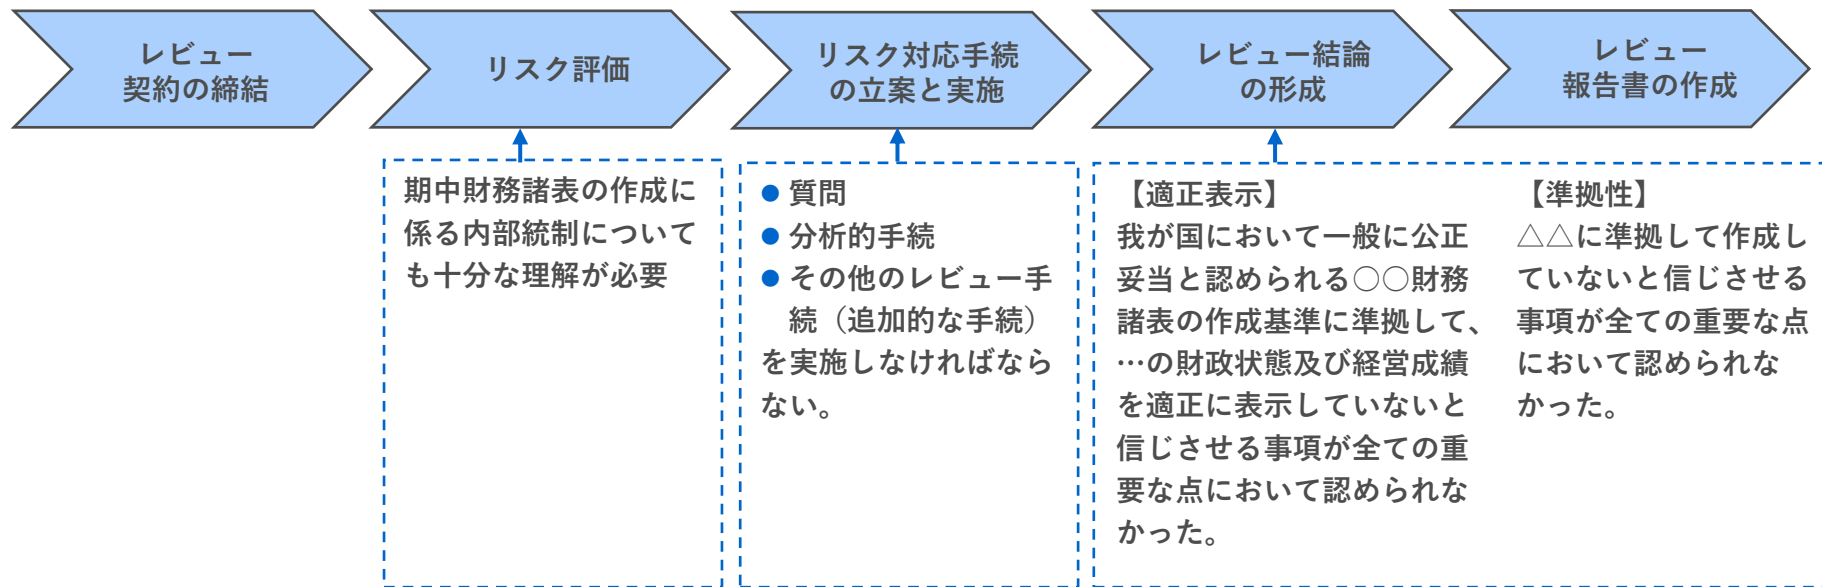 レビュー
契約の締結
リスク評価
リスク対応手続
の立案と実施
レビュー結論
の形成
レビュー
報告書の作成
期中財務諸表の作成に
係る内部統制について
も十分な理解が必要
● 質問
● 分析的手続
● その他のレビュー手
続（追加的な手続）
を実施しなければなら
ない。
【適正表示】
我が国において一般に公正
妥当と認められる○○財務
諸表の作成基準に準拠して、
…の財政状態及び経営成績
を適正に表示していないと
信じさせる事項が全ての重
要な点において認められな
かった。
【準拠性】
△△に準拠して作成し
ていないと信じさせる
事項が全ての重要な点
において認められな
かった。